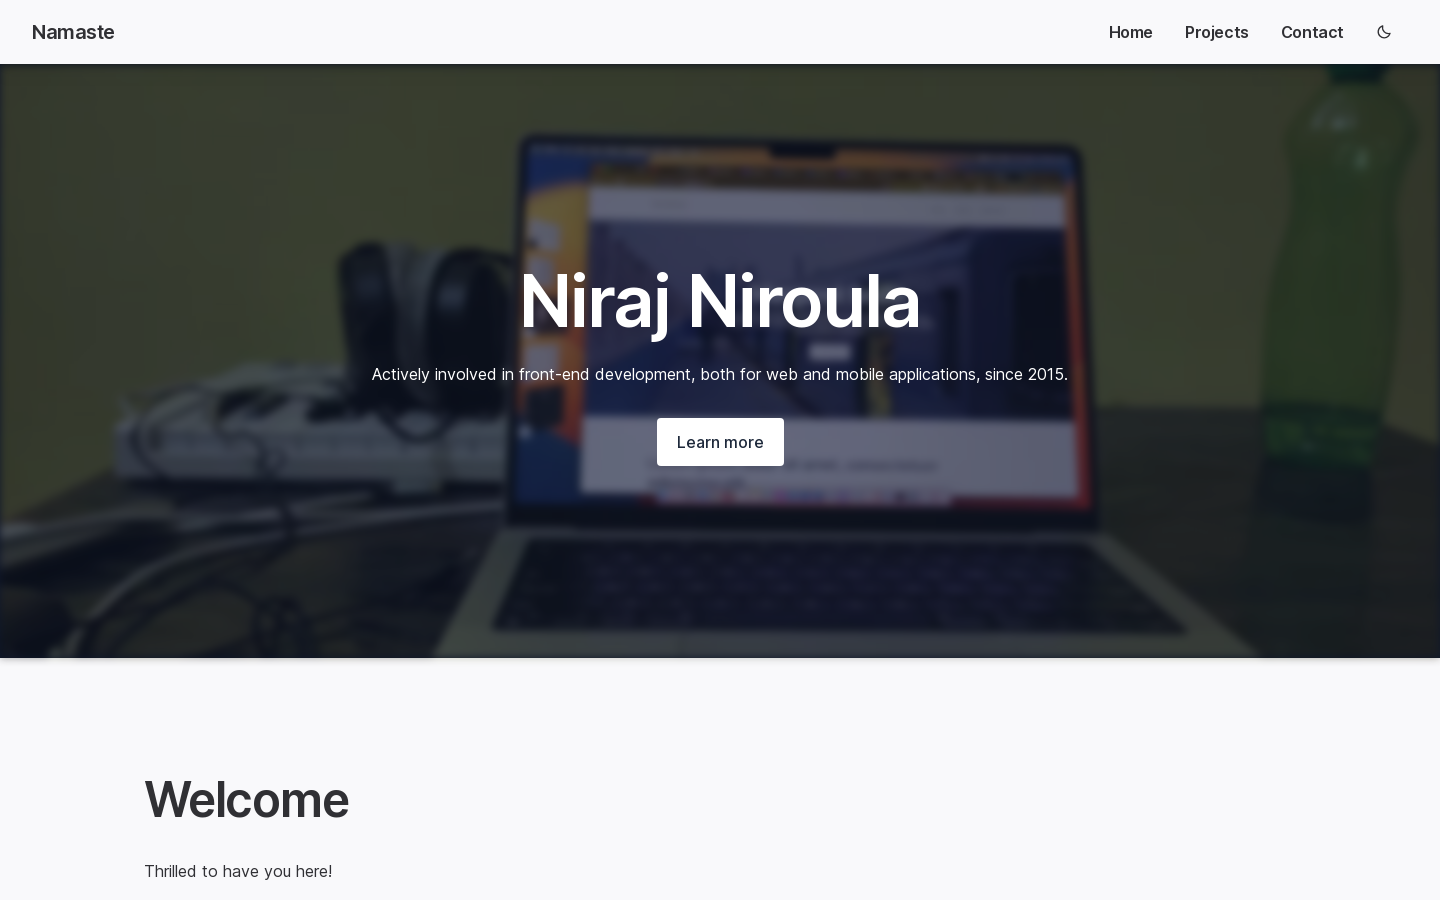 Namaste
Home Projects Contact
Niraj Niroula
Actively involved in front-end development, both for web and mobile applications, since 2015.
Learn more
Welcome
Thrilled to have you here!